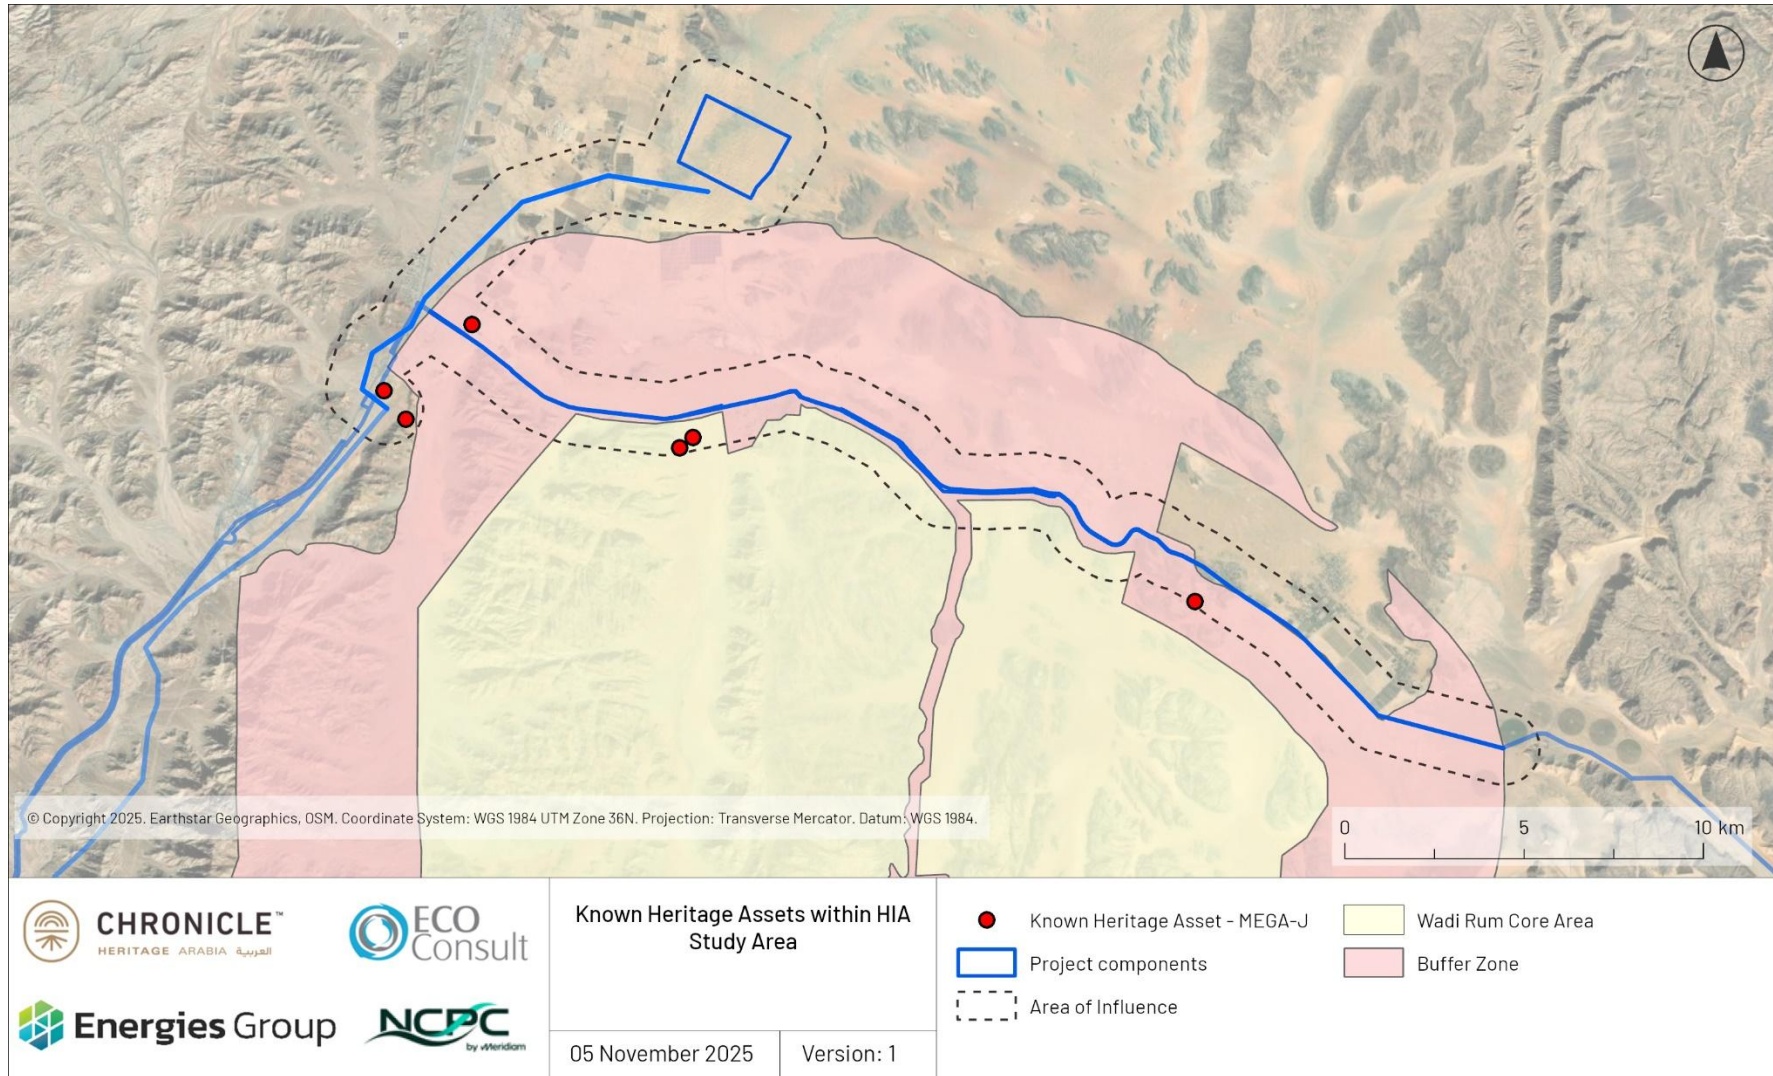 © Copyright 2025. Earthstar Geographics, OSM. Coordinate System: WGS 1984 UTM Zone 36N. Projection: Transverse Mercator. Datum: WGS 1984.
0 5 10 km
CHRONICLE™
HERITAGE ARABIA العربية
ECO
Consult
Energies Group
NCPC
by Meridiam
Known Heritage Assets within HIA
Study Area
05 November 2025
Version: 1
Known Heritage Asset - MEGA-J
Project components
Area of Influence
Wadi Rum Core Area
Buffer Zone